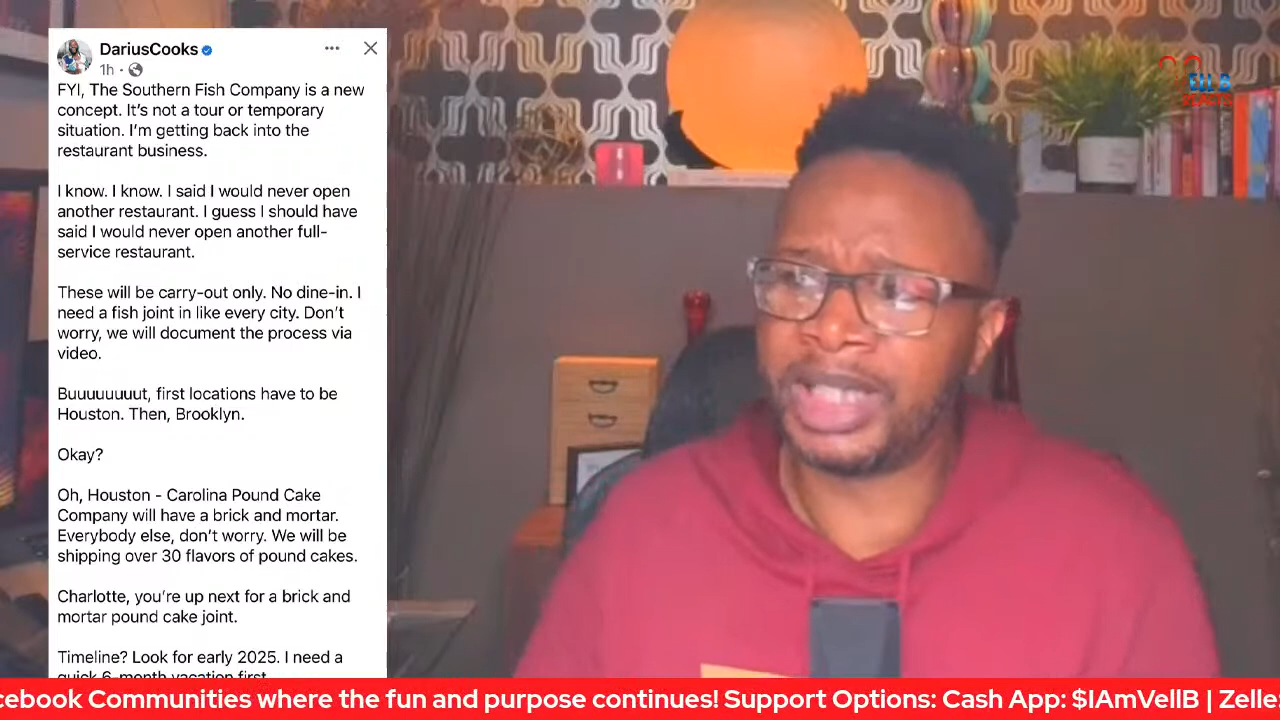 DariusCooks
1h ·
FYI, The Southern Fish Company is a new
concept. It’s not a tour or temporary
situation. I’m getting back into the
restaurant business.
I know. I know. I said I would never open
another restaurant. I guess I should have
said I would never open another full-
service restaurant.
These will be carry-out only. No dine-in. I
need a fish joint in like every city. Don’t
worry, we will document the process via
video.
Buuuuuuuut, first locations have to be
Houston. Then, Brooklyn.
Okay?
Oh, Houston - Carolina Pound Cake
Company will have a brick and mortar.
Everybody else, don’t worry. We will be
shipping over 30 flavors of pound cakes.
Charlotte, you’re up next for a brick and
mortar pound cake joint.
Timeline? Look for early 2025. I need a
quick 6-month vacation first
cebook Communities where the fun and purpose continues! Support Options: Cash App: $IAmVellB | Zelle: